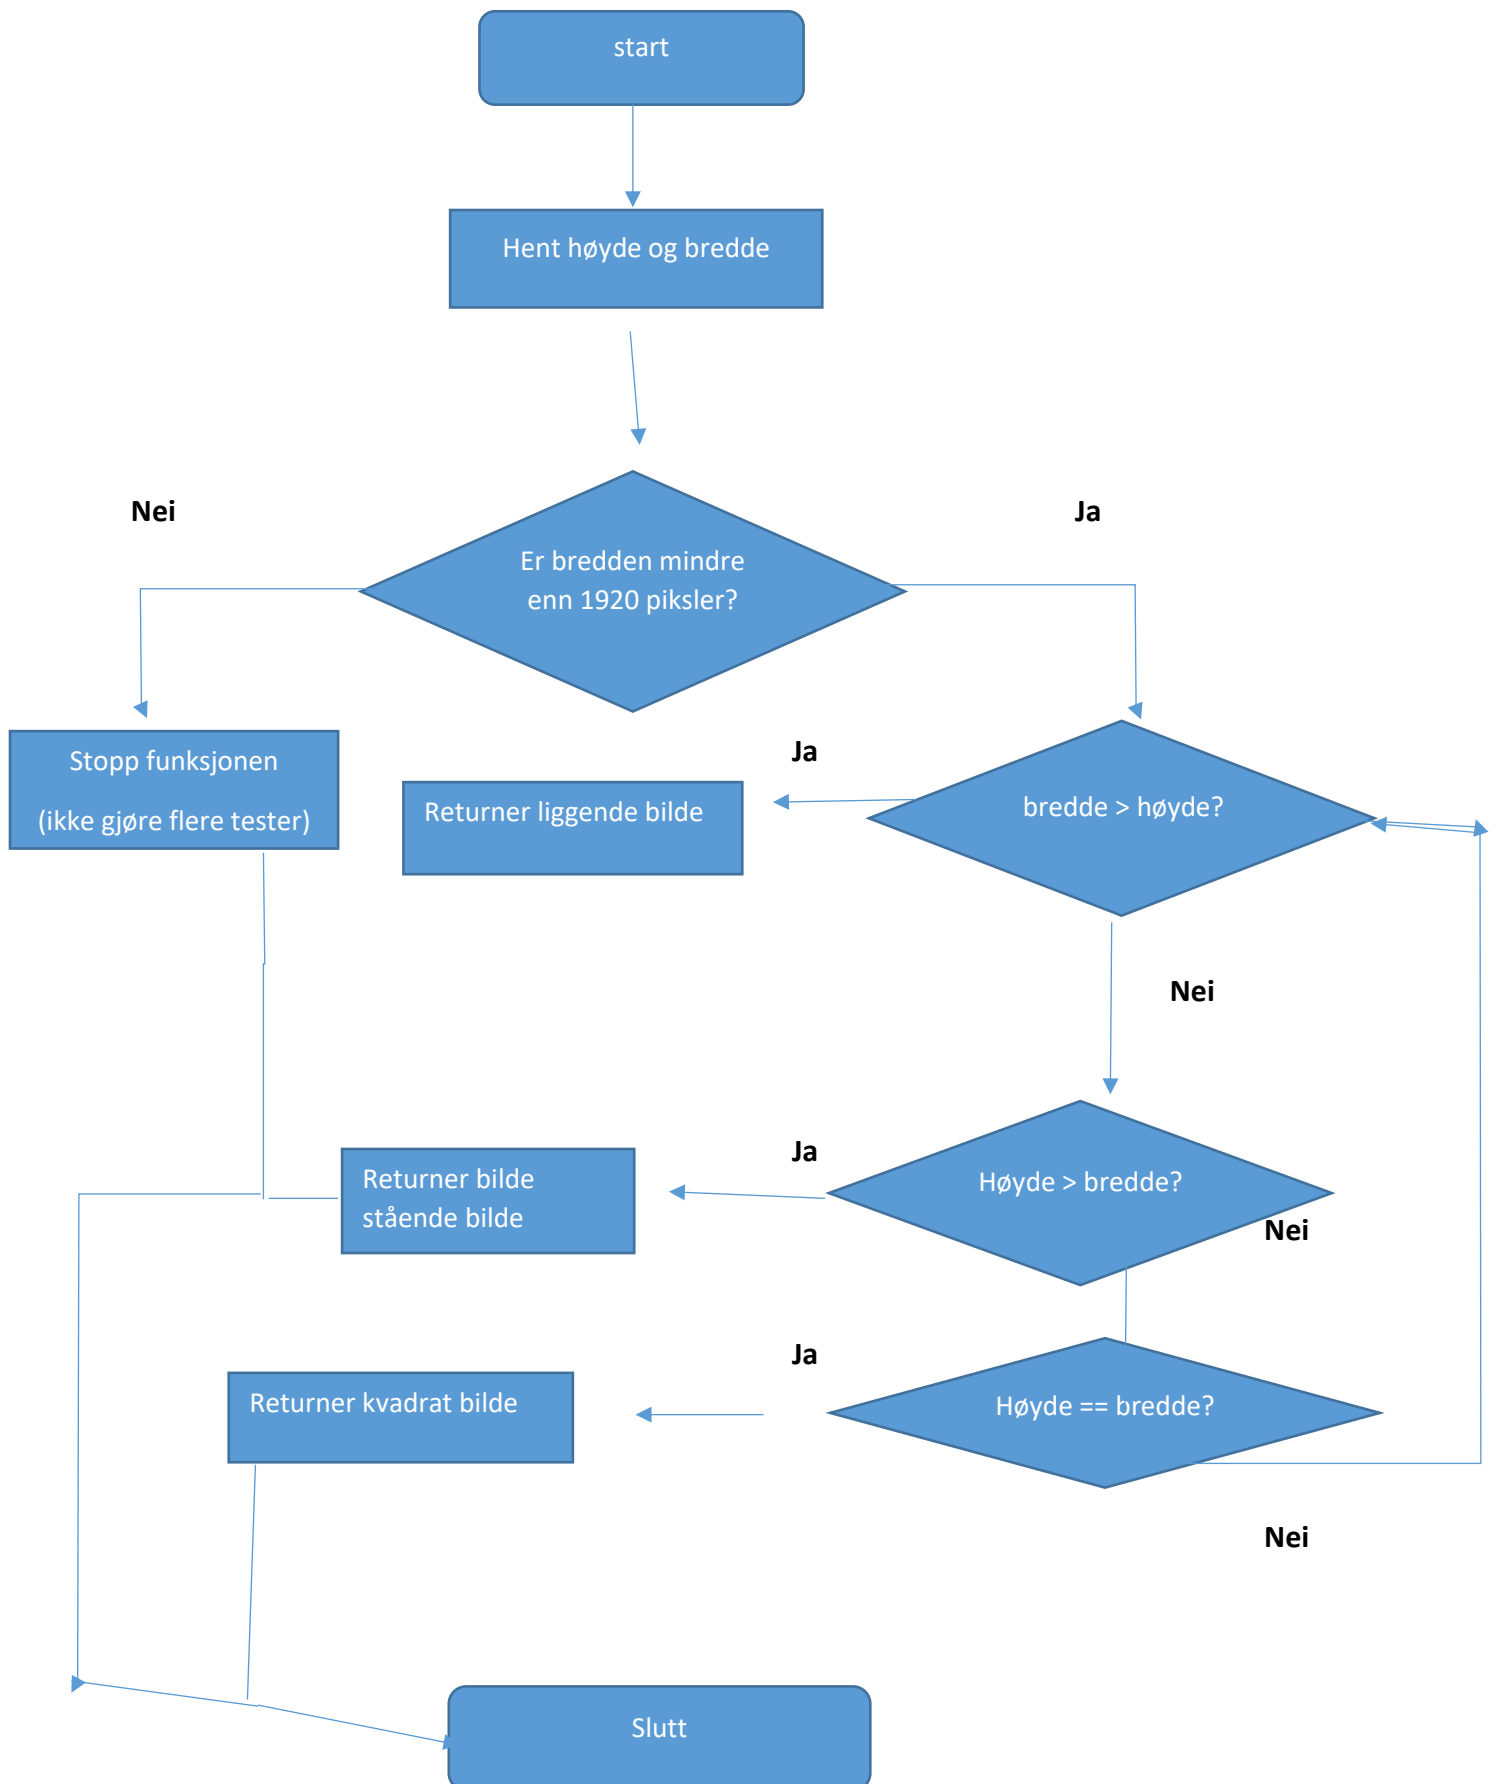 start
Hent høyde og bredde
Nei
Ja
Er bredden mindre
enn 1920 piksler?
Stopp funksjonen
(ikke gjøre flere tester)
Ja
Returner liggende bilde
bredde > høyde?
Nei
Ja
Returner bilde
stående bilde
Høyde > bredde?
Nei
Ja
Returner kvadrat bilde
Høyde == bredde?
Nei
Slutt